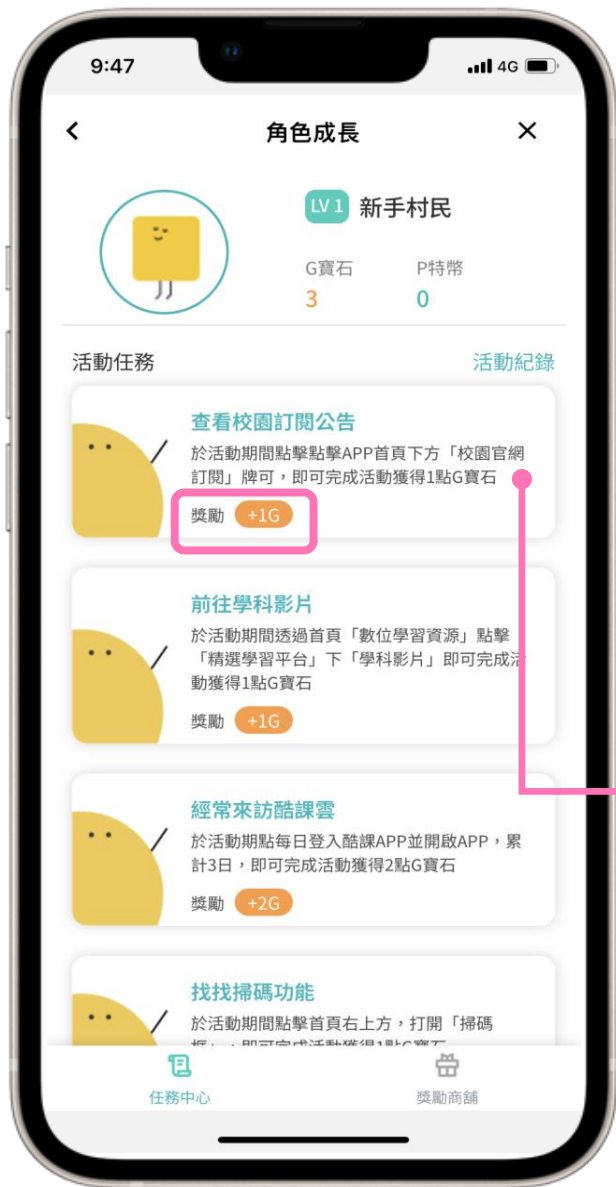 9:47
4G
角色成長
LV 1 新手村民
G寶石 P特幣
3 0
活動任務 活動紀錄
查看校園訂閱公告
於活動期間點擊點擊APP首頁下方「校園官網
訂閱」牌可，即可完成活動獲得1點G寶石
獎勵 +1G
前往學科影片
於活動期間透過首頁「數位學習資源」點擊
「精選學習平台」下「學科影片」即可完成活
動獲得1點G寶石
獎勵 +1G
經常來訪酷課雲
於活動期點每日登入酷課APP並開啟APP，累
計3日，即可完成活動獲得2點G寶石
獎勵 +2G
找找掃碼功能
於活動期間點擊首頁右上方，打開「掃碼
任務中心 獎勵商舖